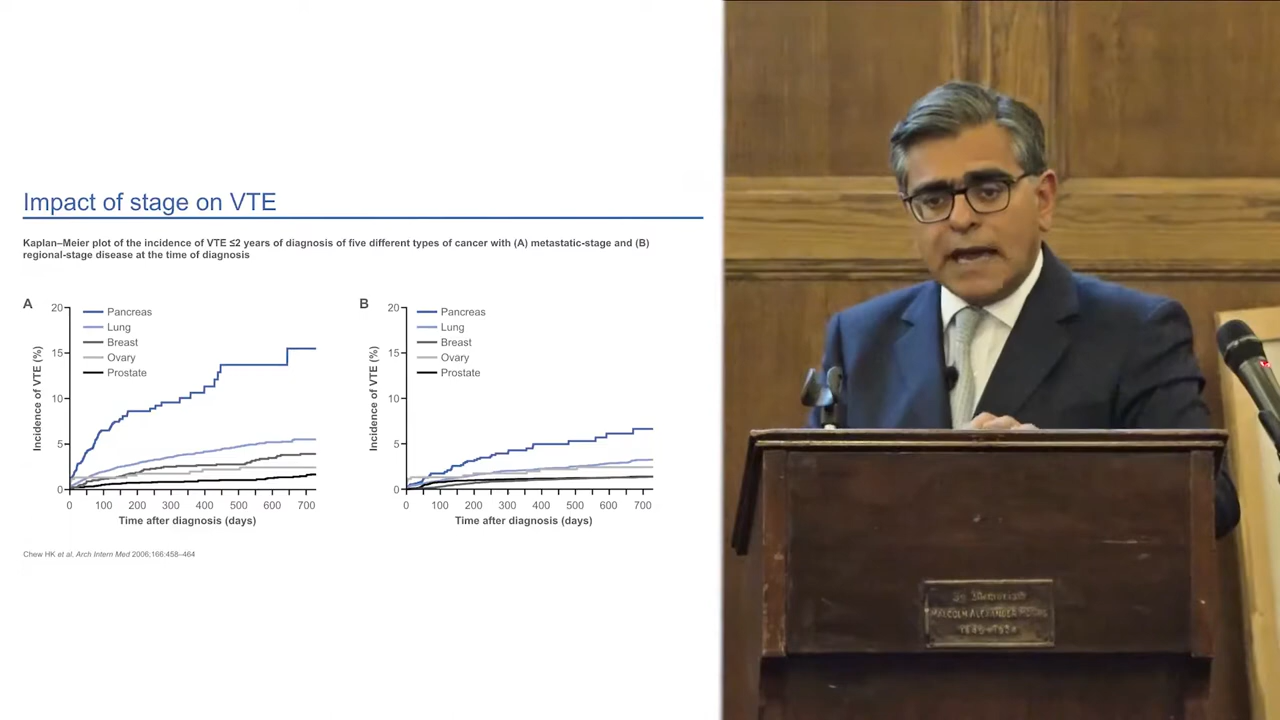 Impact of stage on VTE
Kaplan–Meier plot of the incidence of VTE ≤2 years of diagnosis of five different types of cancer with (A) metastatic-stage and (B)
regional-stage disease at the time of diagnosis
A
Incidence of VTE (%)
20
15
10
5
0
Pancreas
Lung
Breast
Ovary
Prostate
0 100 200 300 400 500 600 700
Time after diagnosis (days)
B
Incidence of VTE (%)
20
15
10
5
0
Pancreas
Lung
Breast
Ovary
Prostate
0 100 200 300 400 500 600 700
Time after diagnosis (days)
Chew HK et al. Arch Intern Med 2006;166:458–464
MALCOLM ALEXANDER